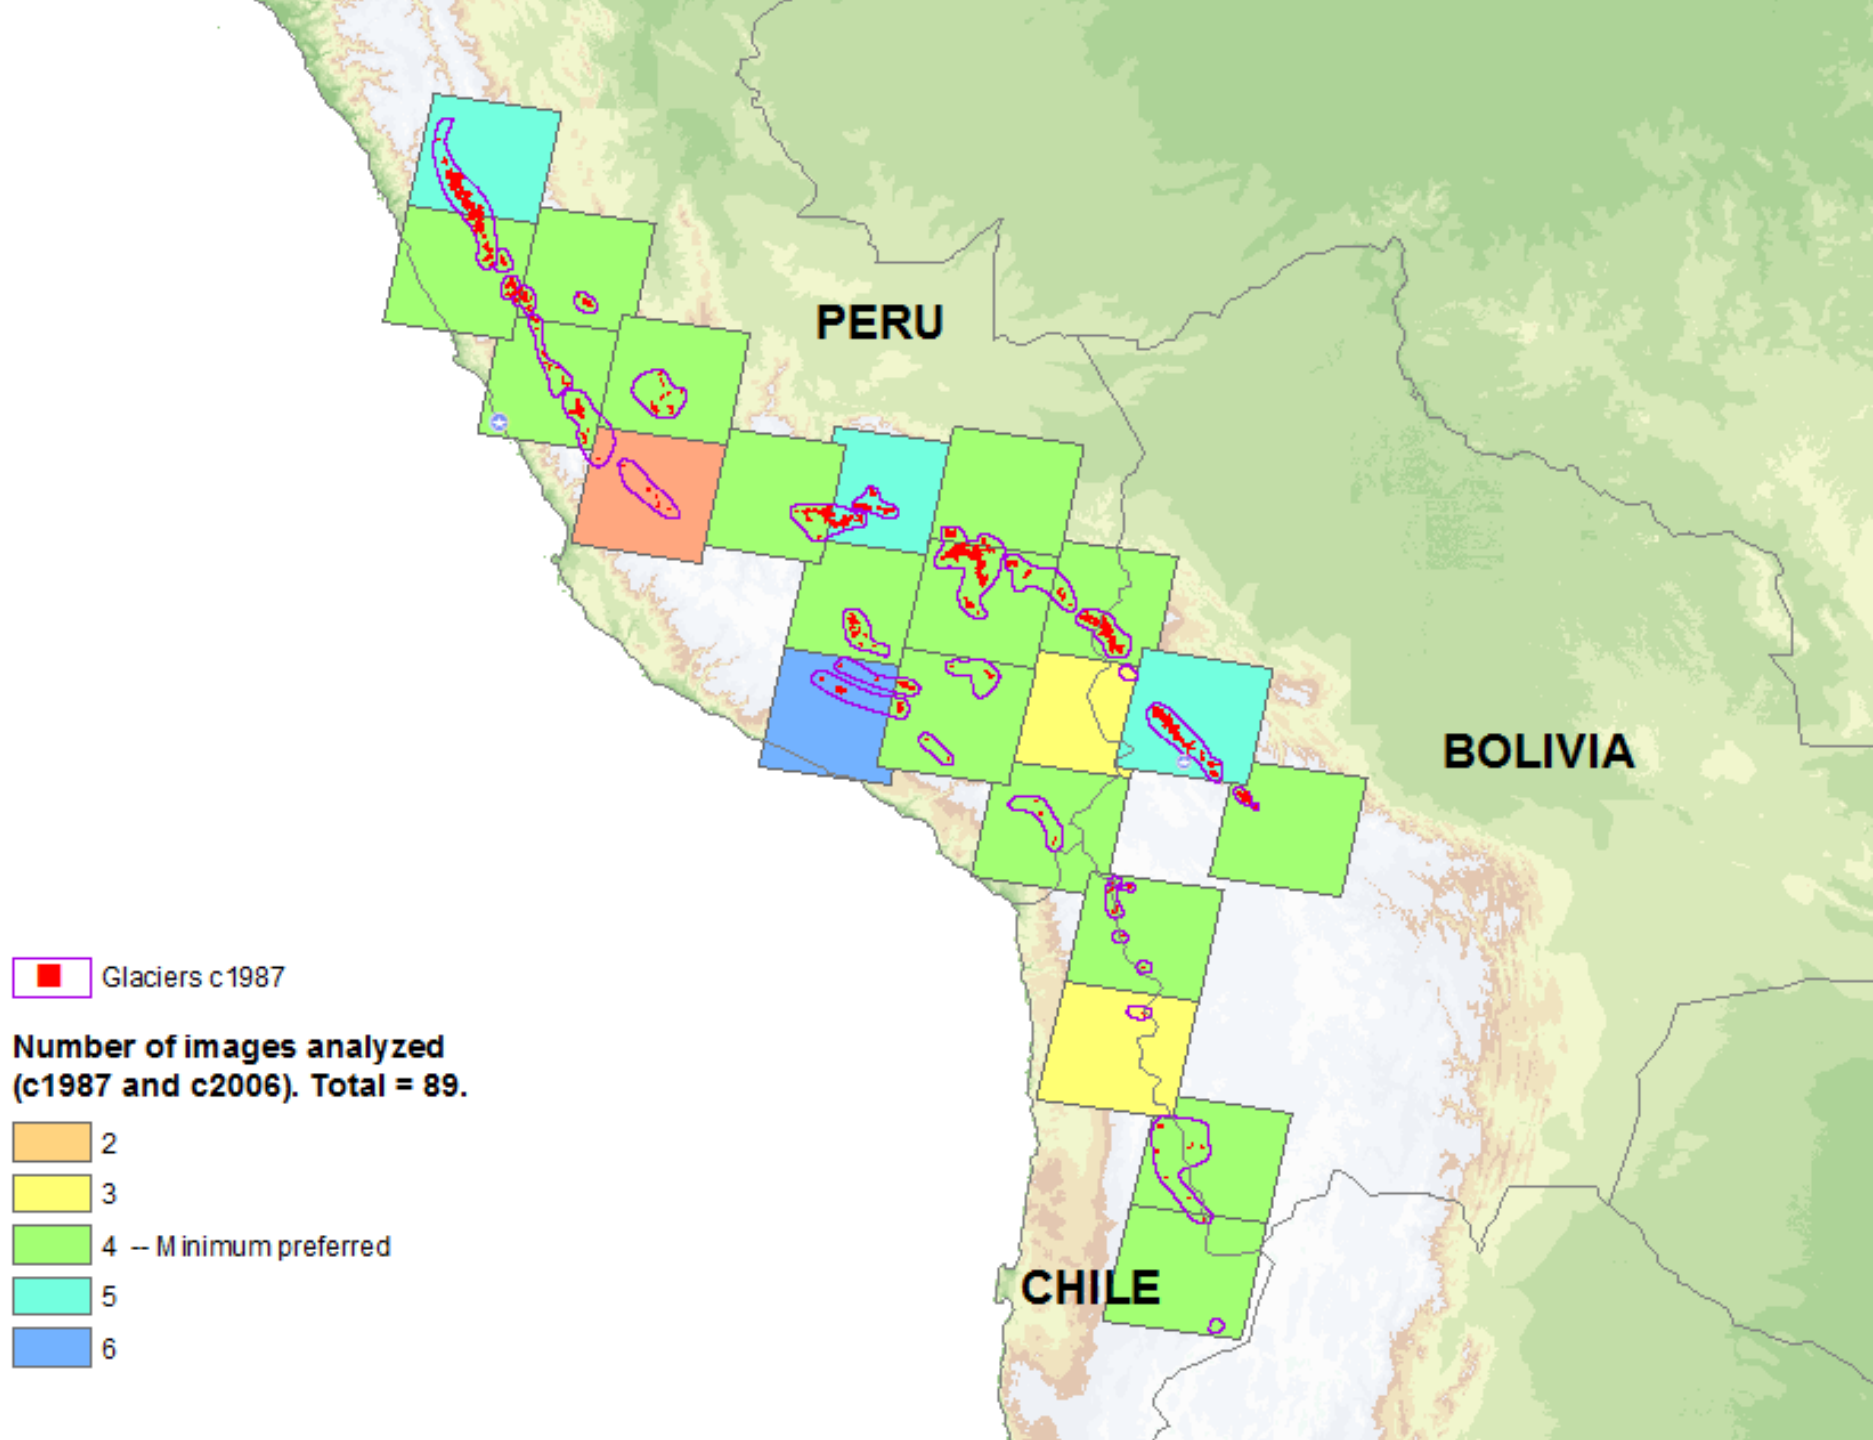 PERU
BOLIVIA
CHILE
Glaciers c1987
Number of images analyzed
(c1987 and c2006). Total = 89.
2
3
4 -- Minimum preferred
5
6